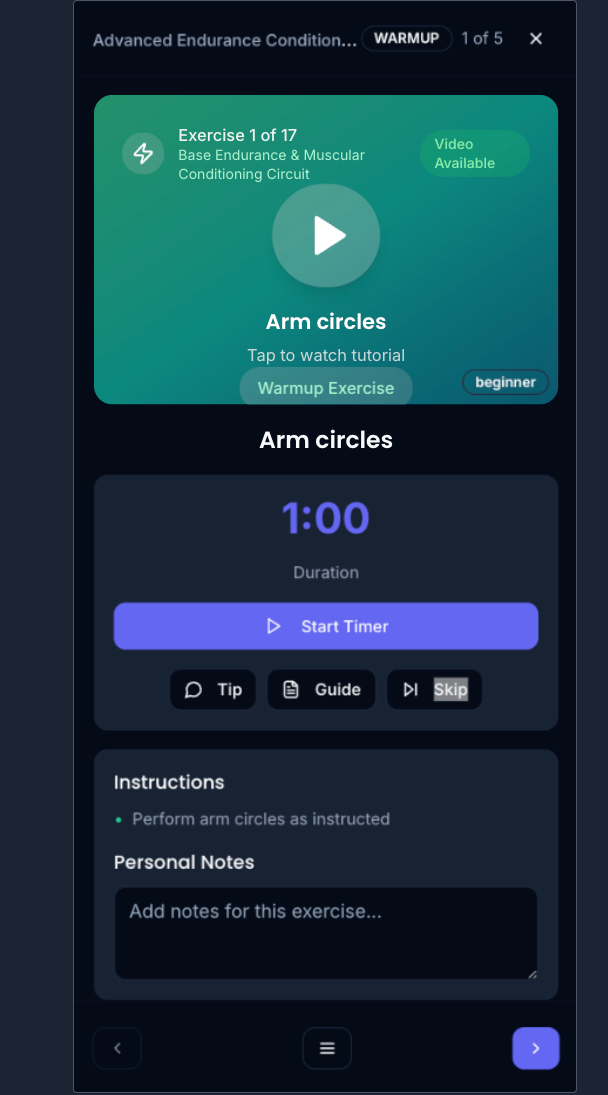 Advanced Endurance Condition...
WARMUP
1 of 5
Exercise 1 of 17
Base Endurance & Muscular
Conditioning Circuit
Video
Available
Arm circles
Tap to watch tutorial
Warmup Exercise
beginner
Arm circles
1:00
Duration
Start Timer
Tip
Guide
Skip
Instructions
• Perform arm circles as instructed
Personal Notes
Add notes for this exercise...